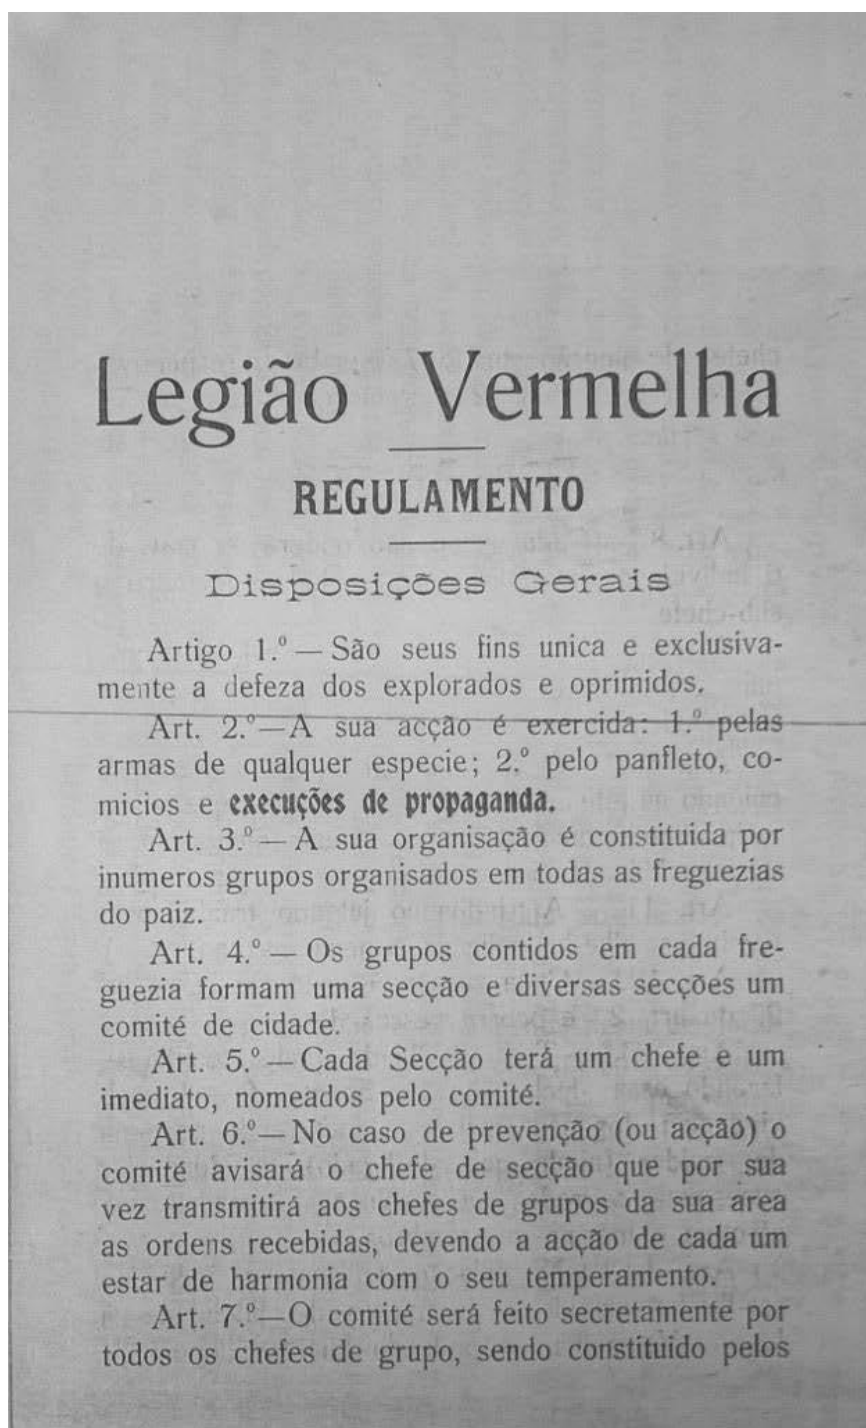 Legião Vermelha
REGULAMENTO
Disposições Gerais
Artigo 1.º — São seus fins unica e exclusiva-
mente a defeza dos explorados e oprimidos.
Art. 2.º—A sua acção é exercida: 1.º pelas
armas de qualquer especie; 2.º pelo panfleto, co-
micios e execuções de propaganda.
Art. 3.º— A sua organisação é constituida por
inumeros grupos organisados em todas as freguezias
do paiz.
Art. 4.º — Os grupos contidos em cada fre-
guezia formam uma secção e diversas secções um
comité de cidade.
Art. 5.º—Cada Secção terá um chefe e um
imediato, nomeados pelo comité.
Art. 6.º—No caso de prevenção (ou acção) o
comité avisará o chefe de secção que por sua
vez transmitirá aos chefes de grupos da sua area
as ordens recebidas, devendo a acção de cada um
estar de harmonia com o seu temperamento.
Art. 7.º—O comité será feito secretamente por
todos os chefes de grupo, sendo constituido pelos